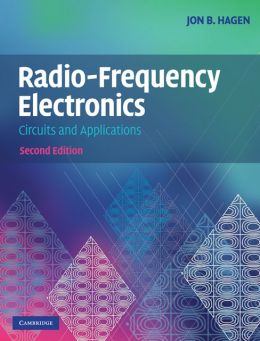 JON B. HAGEN
Radio-Frequency
Electronics
Circuits and Applications
Second Edition
CAMBRIDGE